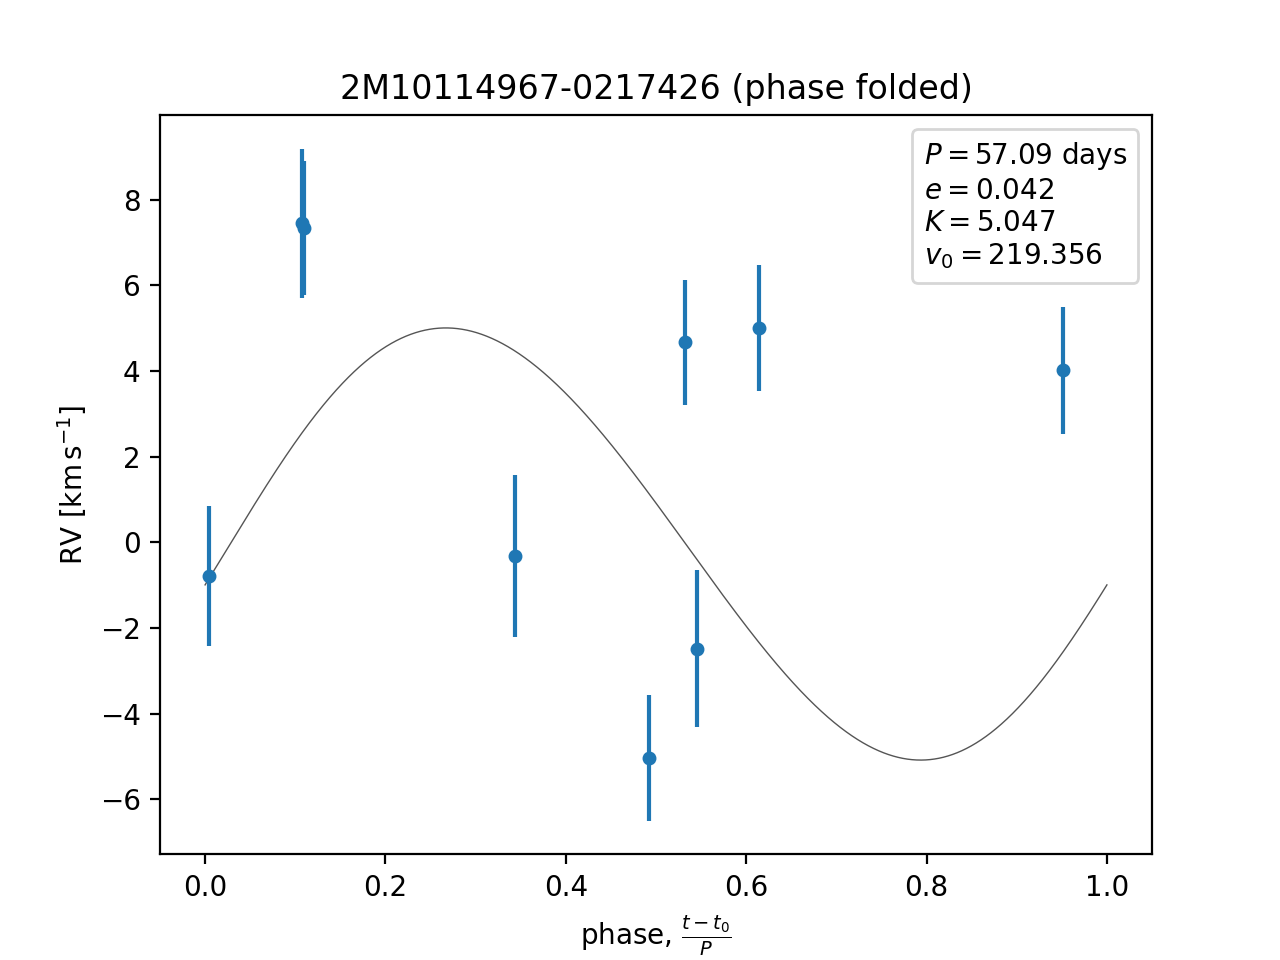 2M10114967-0217426 (phase folded)
P = 57.09 days
e = 0.042
K = 5.047
v₀ = 219.356
8
6
4
2
0
−2
−4
−6
RV [km s⁻¹]
0.0 0.2 0.4 0.6 0.8 1.0
phase, (t − t₀)/P